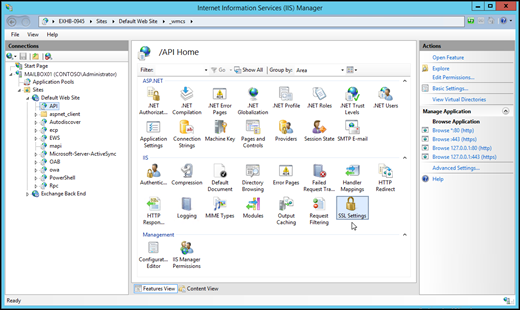 Internet Information Services (IIS) Manager
EXHB-0945 Sites Default Web Site _wmcs
File View Help
Connections
Start Page
MAILBOX01 (CONTOSO\Administrator)
Application Pools
Sites
Default Web Site
API
aspnet_client
Autodiscover
ecp
EWS
mapi
Microsoft-Server-ActiveSync
OAB
owa
PowerShell
Rpc
Exchange Back End
/API Home
Filter: Go Show All Group by: Area
ASP.NET
.NET Authorizat... .NET Compilation .NET Error Pages .NET Globalization .NET Profile .NET Roles .NET Trust Levels .NET Users
Application Settings Connection Strings Machine Key Pages and Controls Providers Session State SMTP E-mail
IIS
Authentic... Compression Default Document Directory Browsing Error Pages Failed Request Tra... Handler Mappings HTTP Redirect
HTTP Respon... Logging MIME Types Modules Output Caching Request Filtering SSL Settings
Management
Configurat... Editor IIS Manager Permissions
Features View Content View
Actions
Open Feature
Explore
Edit Permissions...
Basic Settings...
View Virtual Directories
Manage Application
Browse Application
Browse *:80 (http)
Browse *:443 (https)
Browse 127.0.0.1:80 (http)
Browse 127.0.0.1:443 (https)
Advanced Settings...
Help
Ready